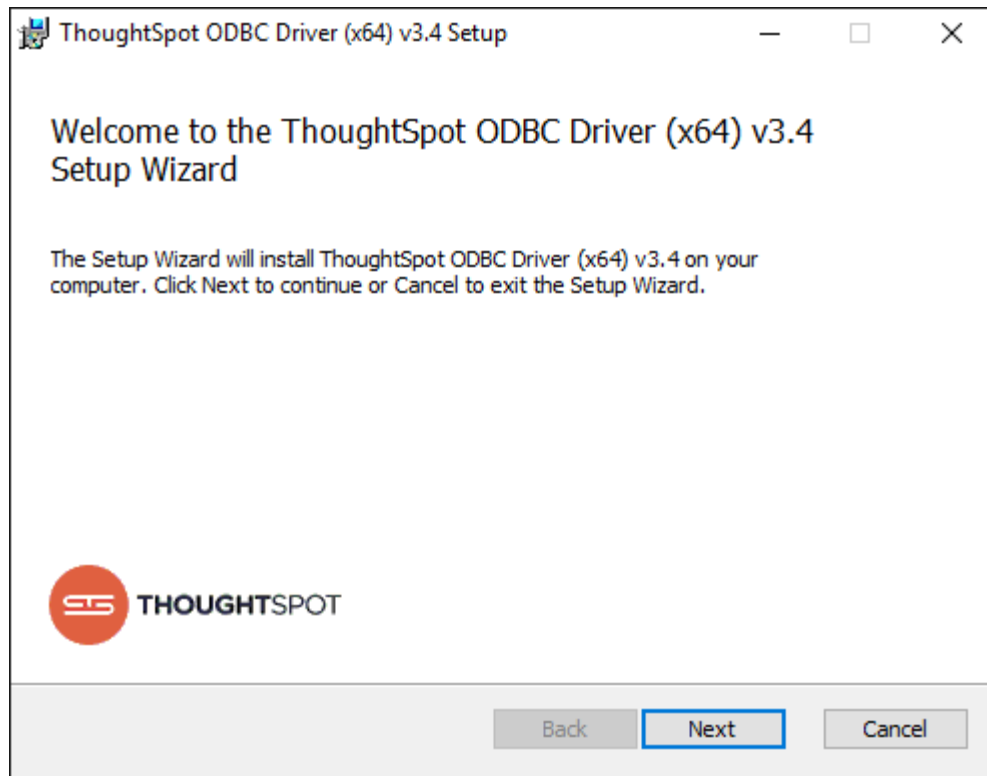 ThoughtSpot ODBC Driver (x64) v3.4 Setup
Welcome to the ThoughtSpot ODBC Driver (x64) v3.4
Setup Wizard
The Setup Wizard will install ThoughtSpot ODBC Driver (x64) v3.4 on your
computer. Click Next to continue or Cancel to exit the Setup Wizard.
THOUGHTSPOT
Back Next Cancel